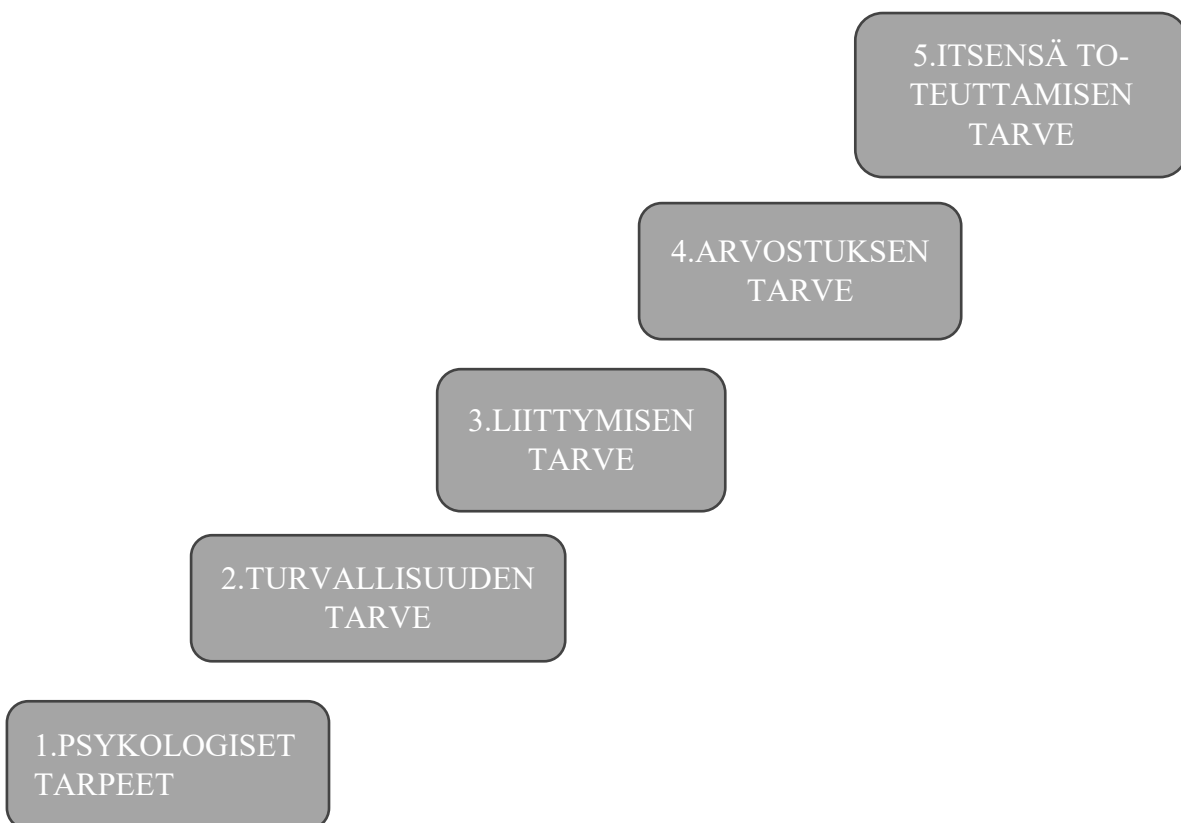 5.ITSENSÄ TO-
TEUTTAMISEN
TARVE
4.ARVOSTUKSEN
TARVE
3.LIITTYMISEN
TARVE
2.TURVALLISUUDEN
TARVE
1.PSYKOLOGISET
TARPEET